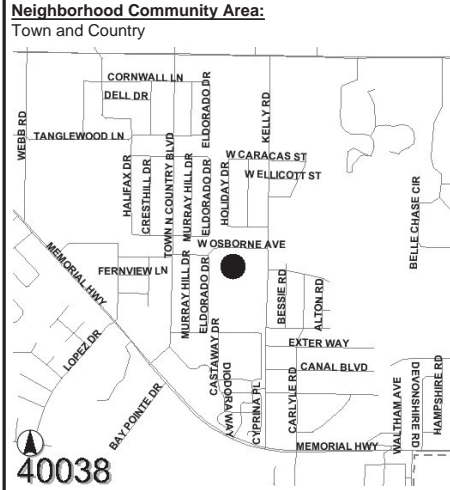 Neighborhood Community Area:
Town and Country
CORNWALL LN
DELL DR
WEBB RD
TANGLEWOOD LN
ELDORADO DR
KELLY RD
TOWN N COUNTRY BLVD
HALIFAX DR
CRESTHILL DR
MURRAY HILL DR
ELDORADO DR
HOLIDAY DR
W CARACAS ST
W ELLICOTT ST
BELLE CHASE CIR
W OSBORNE AVE
MEMORIAL HWY
FERNVIEW LN
MURRAY HILL DR
ELDORADO DR
BESSIE RD
ALTON RD
LOPEZ DR
CASTAWAY DR
EXTER WAY
CANAL BLVD
DIODORA WAY
CYPRINA PL
CARLYLE RD
BAY POINTE DR
WALTHAM AVE
DEVONSHIRE RD
HAMPSHIRE RD
MEMORIAL HWY
40038